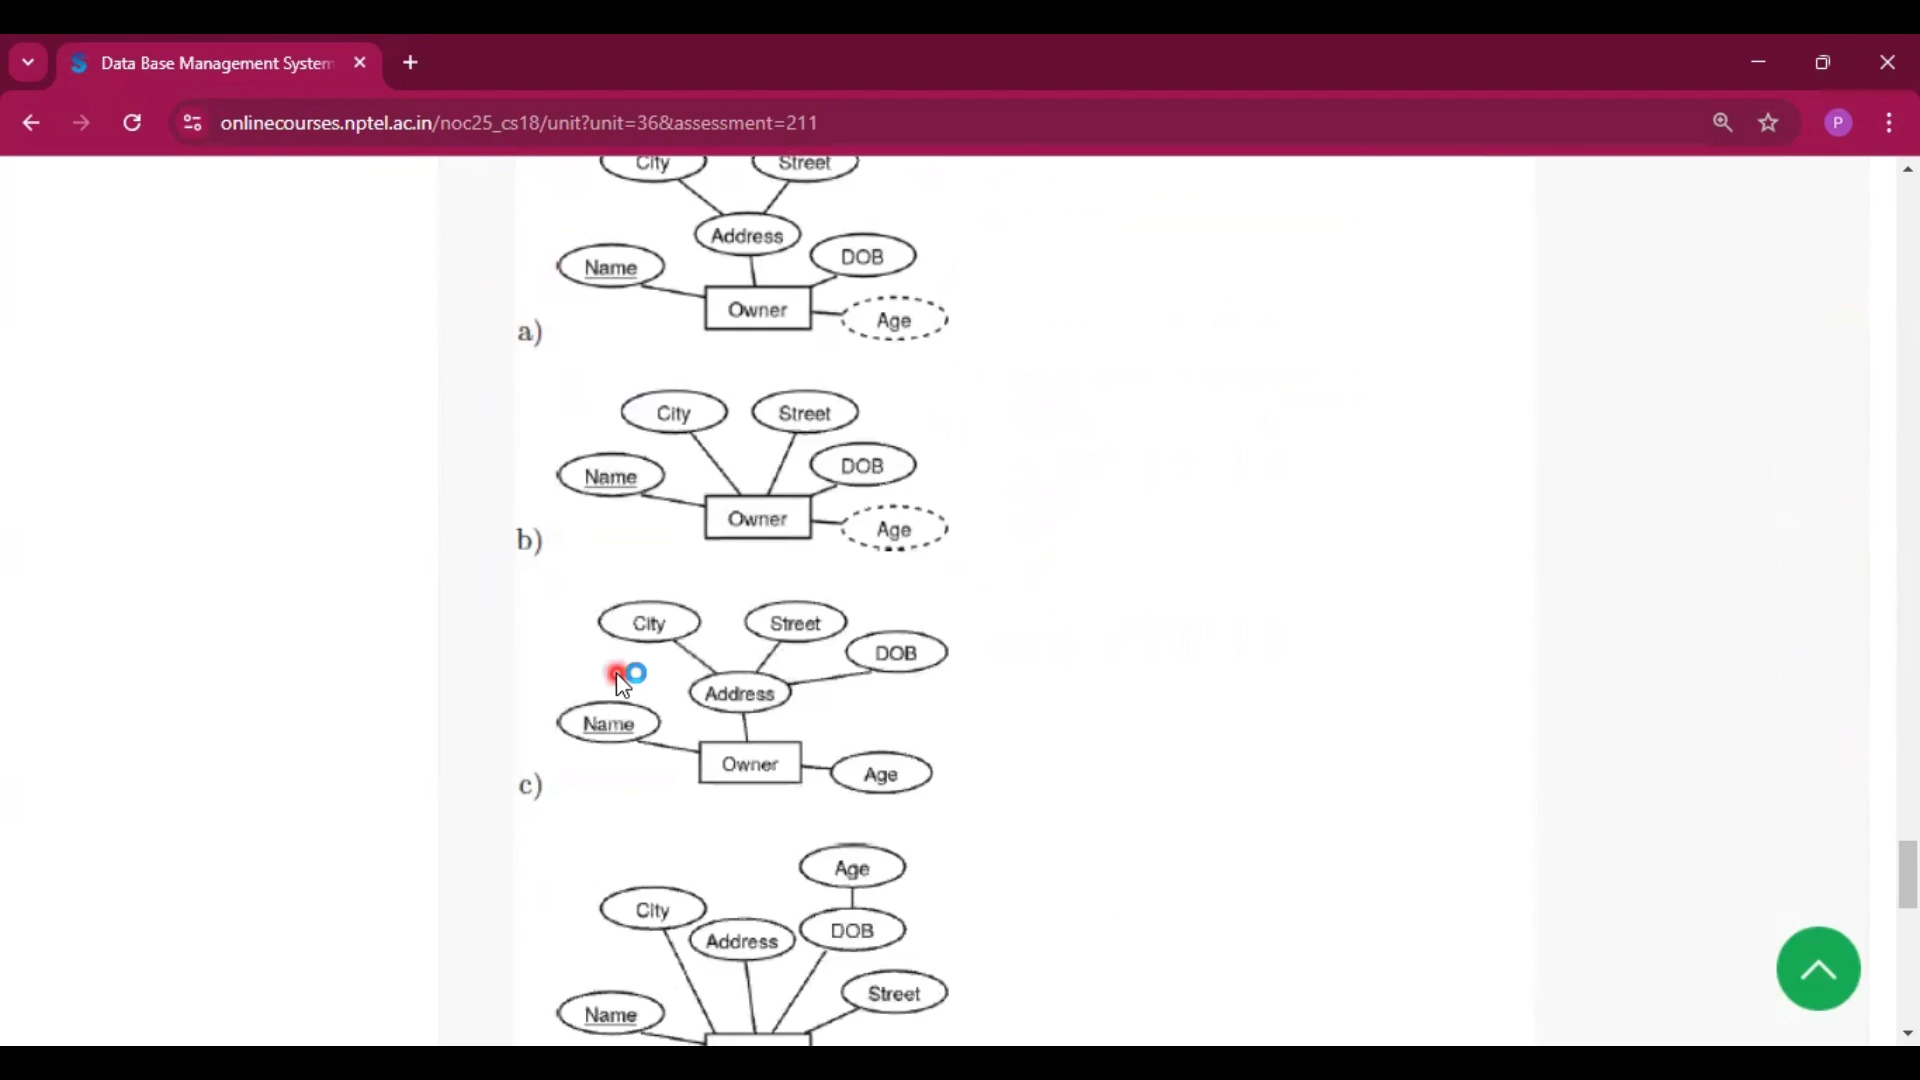 Data Base Management System
onlinecourses.nptel.ac.in/noc25_cs18/unit?unit=36&assessment=211
P
City Street
Address
DOB
Name
Owner
Age
a)
City Street
DOB
Name
Owner
Age
b)
City Street
DOB
Address
Name
Owner
Age
c)
Age
City
DOB
Address
Street
Name